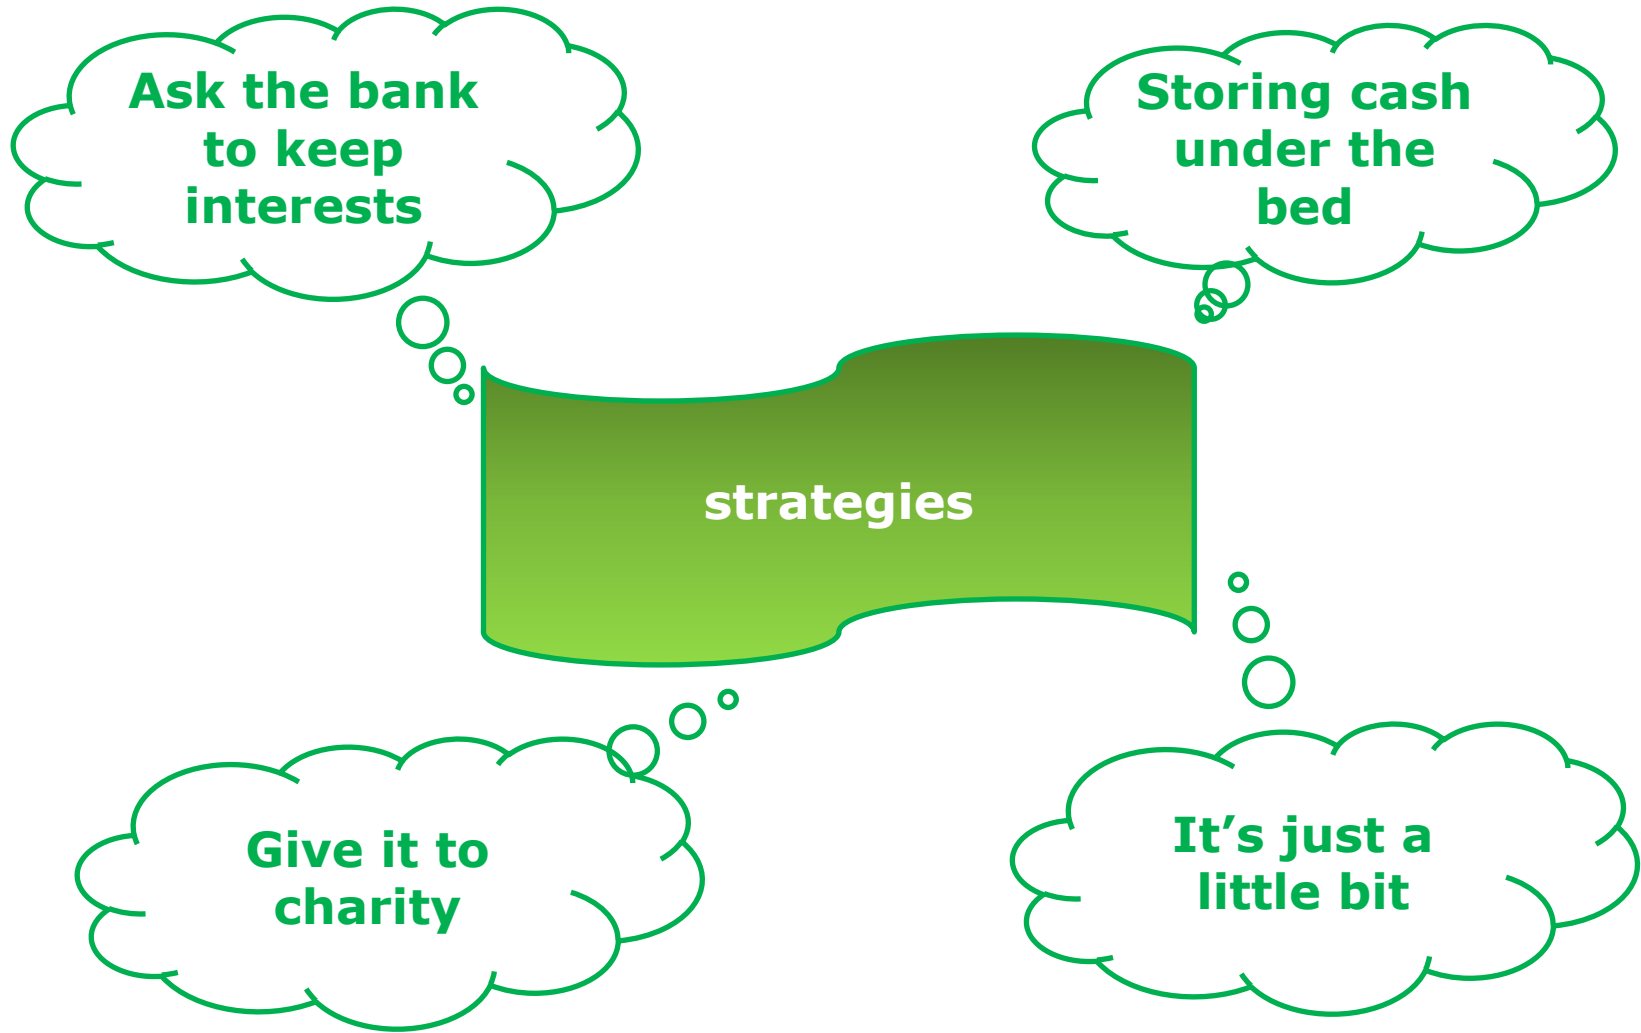 Ask the bank
to keep
interests
Storing cash
under the
bed
strategies
Give it to
charity
It’s just a
little bit